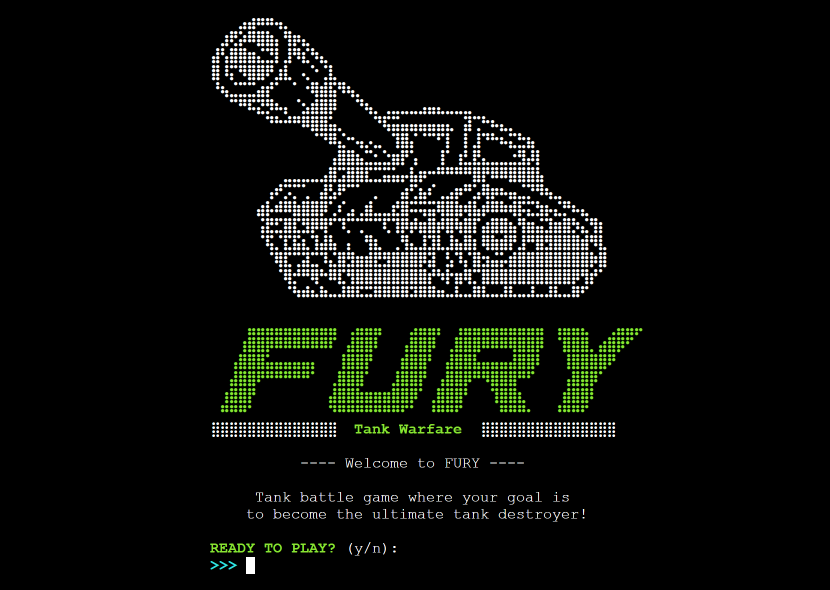 FURY
Tank Warfare
---- Welcome to FURY ----
Tank battle game where your goal is
to become the ultimate tank destroyer!
READY TO PLAY? (y/n):
>>>